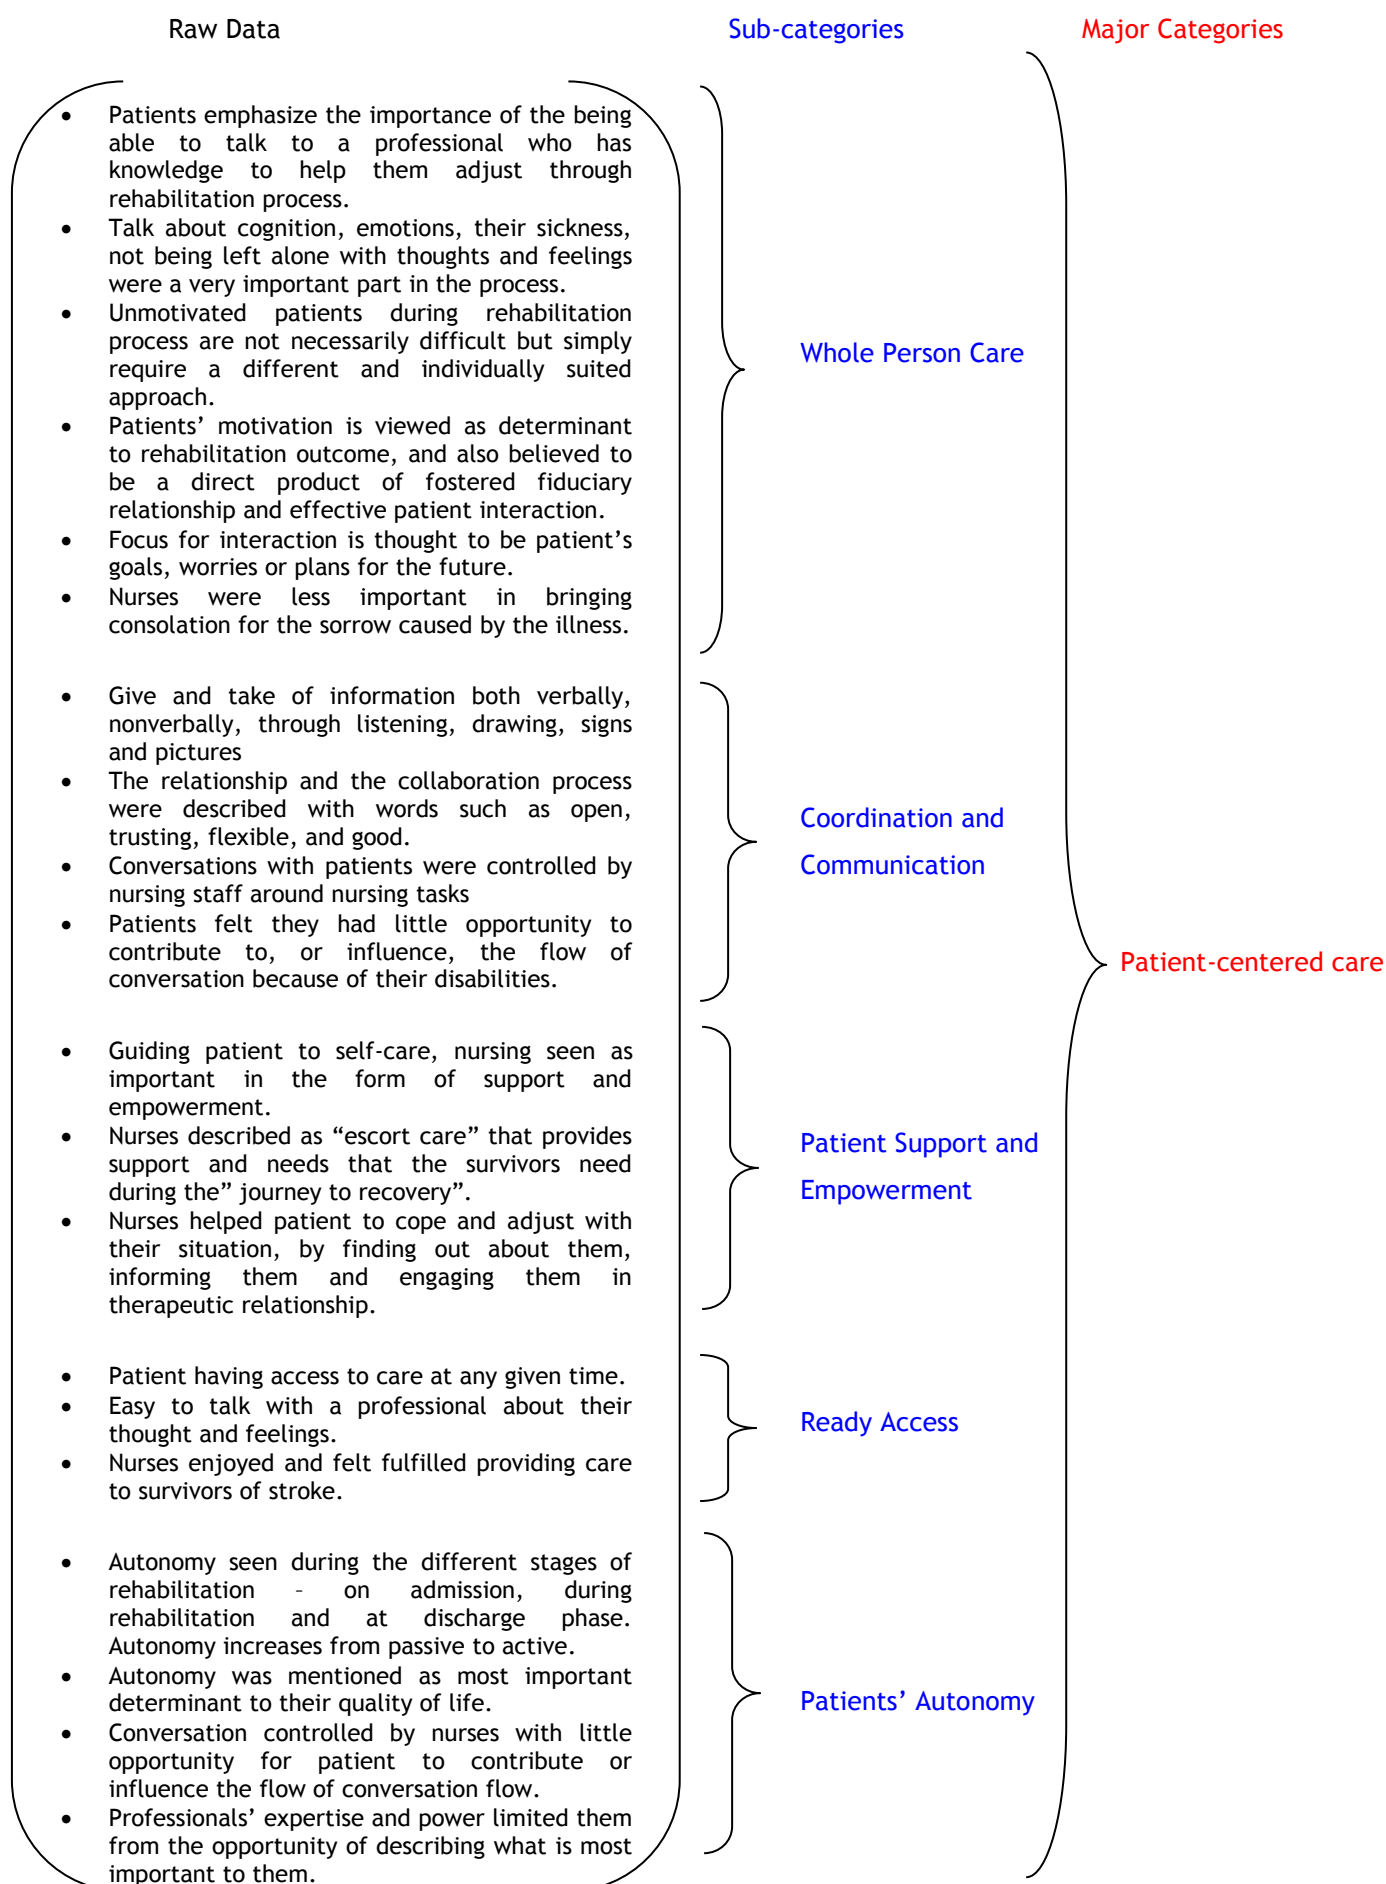 Raw Data
Sub-categories
Major Categories
• Patients emphasize the importance of the being
able to talk to a professional who has
knowledge to help them adjust through
rehabilitation process.
• Talk about cognition, emotions, their sickness,
not being left alone with thoughts and feelings
were a very important part in the process.
• Unmotivated patients during rehabilitation
process are not necessarily difficult but simply
require a different and individually suited
approach.
• Patients’ motivation is viewed as determinant
to rehabilitation outcome, and also believed to
be a direct product of fostered fiduciary
relationship and effective patient interaction.
• Focus for interaction is thought to be patient’s
goals, worries or plans for the future.
• Nurses were less important in bringing
consolation for the sorrow caused by the illness.
Whole Person Care
• Give and take of information both verbally,
nonverbally, through listening, drawing, signs
and pictures
• The relationship and the collaboration process
were described with words such as open,
trusting, flexible, and good.
• Conversations with patients were controlled by
nursing staff around nursing tasks
• Patients felt they had little opportunity to
contribute to, or influence, the flow of
conversation because of their disabilities.
Coordination and
Communication
Patient-centered care
• Guiding patient to self-care, nursing seen as
important in the form of support and
empowerment.
• Nurses described as “escort care” that provides
support and needs that the survivors need
during the” journey to recovery”.
• Nurses helped patient to cope and adjust with
their situation, by finding out about them,
informing them and engaging them in
therapeutic relationship.
Patient Support and
Empowerment
• Patient having access to care at any given time.
• Easy to talk with a professional about their
thought and feelings.
• Nurses enjoyed and felt fulfilled providing care
to survivors of stroke.
Ready Access
• Autonomy seen during the different stages of
rehabilitation – on admission, during
rehabilitation and at discharge phase.
Autonomy increases from passive to active.
• Autonomy was mentioned as most important
determinant to their quality of life.
• Conversation controlled by nurses with little
opportunity for patient to contribute or
influence the flow of conversation flow.
• Professionals’ expertise and power limited them
from the opportunity of describing what is most
important to them.
Patients’ Autonomy